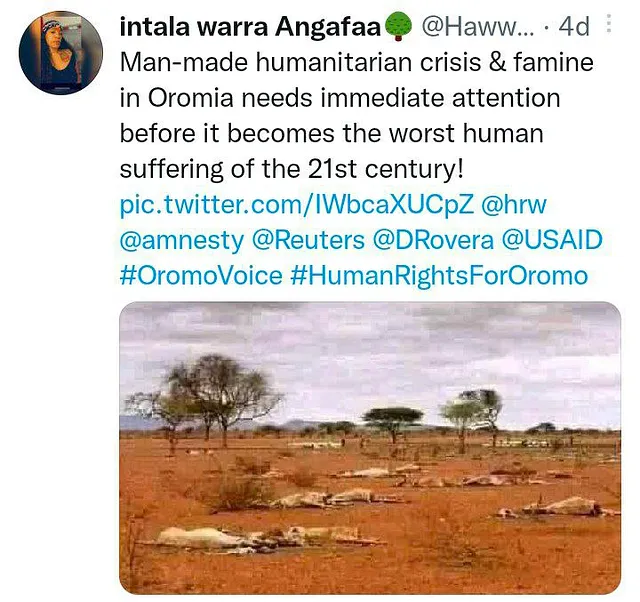 intala warra Angafaa🌳 @Haww... · 4d
Man-made humanitarian crisis & famine
in Oromia needs immediate attention
before it becomes the worst human
suffering of the 21st century!
pic.twitter.com/IWbcaXUCpZ @hrw
@amnesty @Reuters @DRovera @USAID
#OromoVoice #HumanRightsForOromo